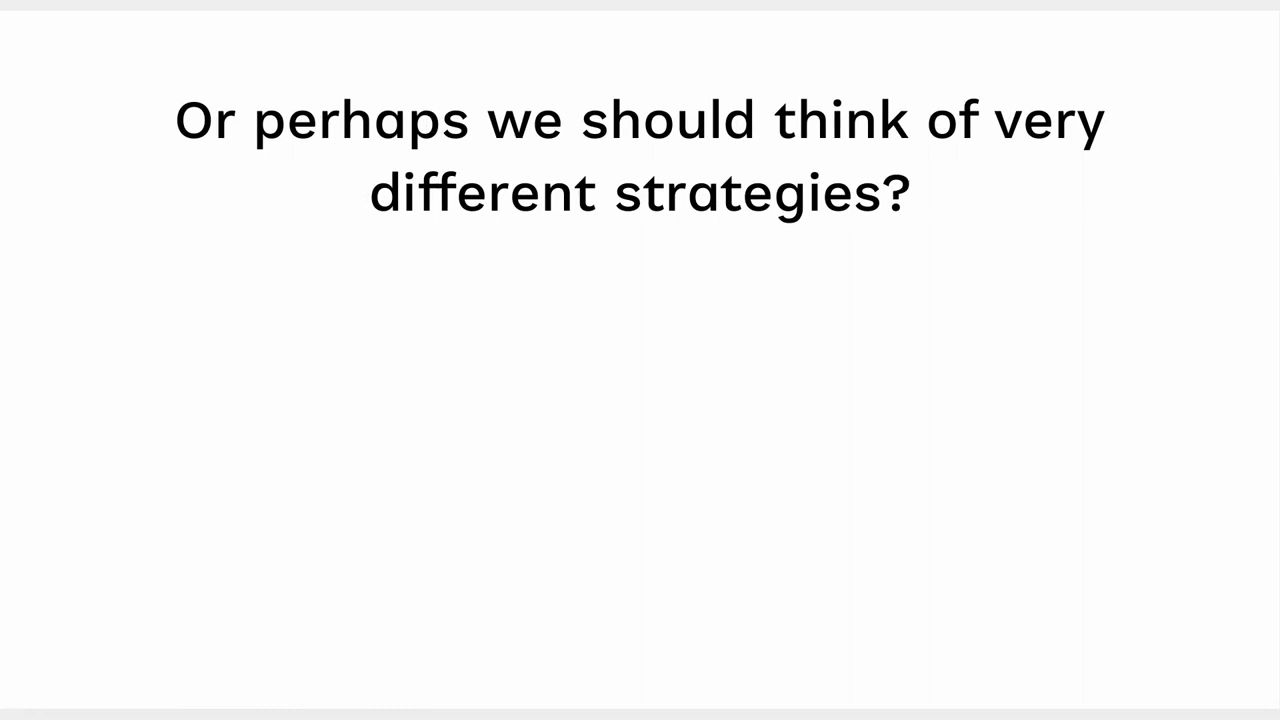 Or perhaps we should think of very
different strategies?